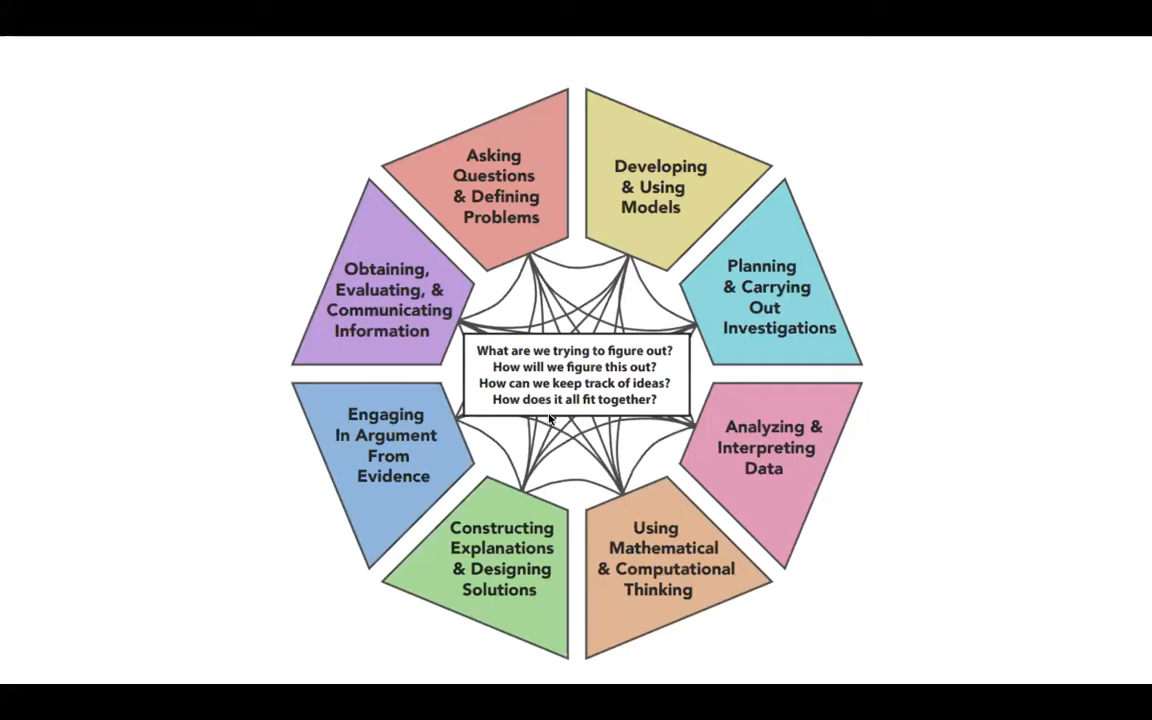 Asking
Questions
& Defining
Problems
Developing
& Using
Models
Planning
& Carrying
Out
Investigations
Analyzing &
Interpreting
Data
Using
Mathematical
& Computational
Thinking
Constructing
Explanations
& Designing
Solutions
Engaging
In Argument
From
Evidence
Obtaining,
Evaluating, &
Communicating
Information
What are we trying to figure out?
How will we figure this out?
How can we keep track of ideas?
How does it all fit together?